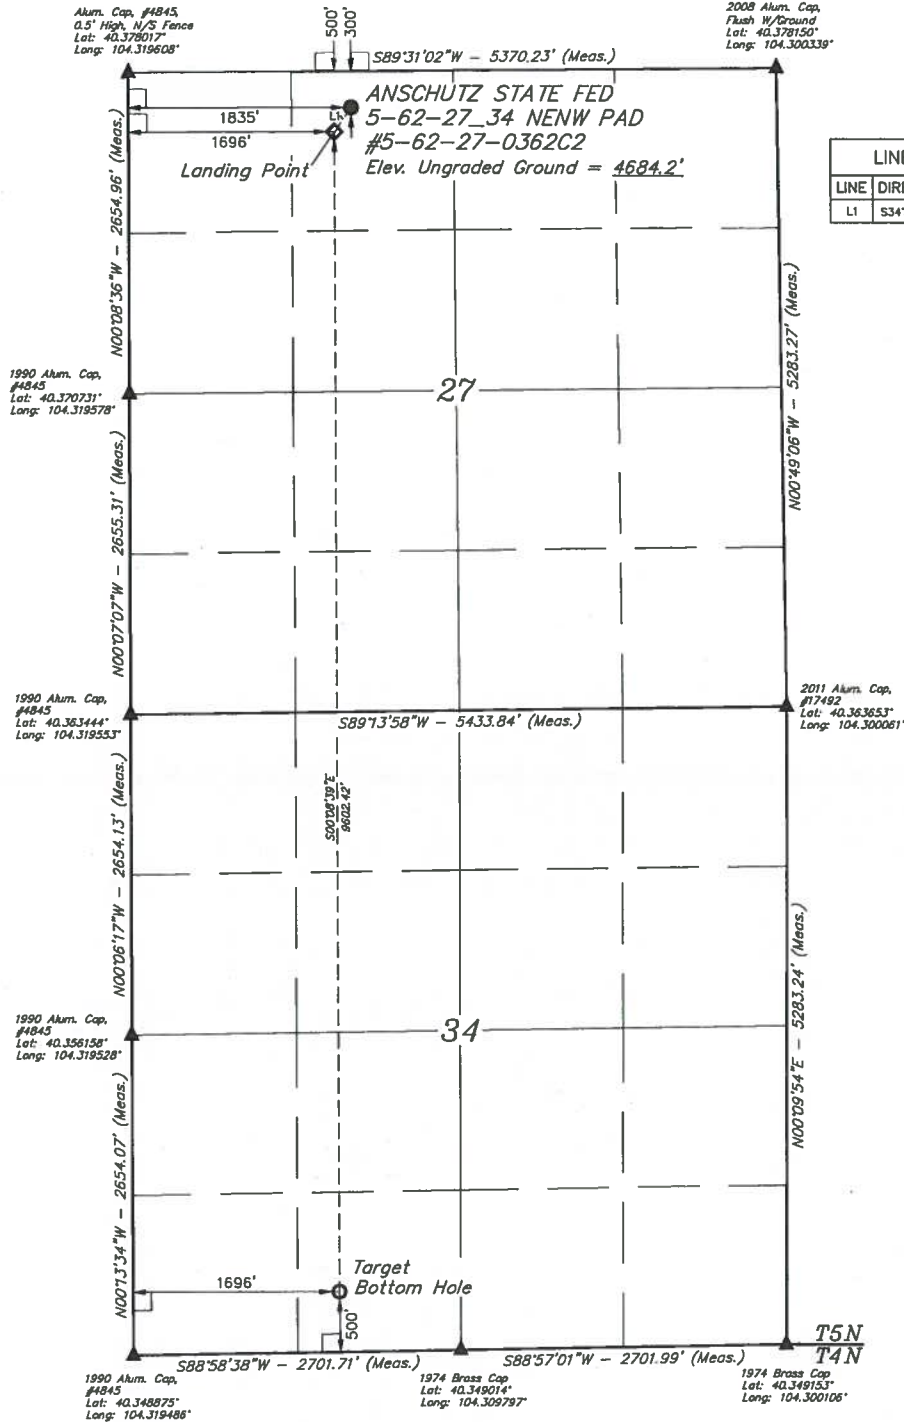 Alum. Cap, #4845,
0.5' High, N/S Fence
Lat: 40.378017°
Long: 104.319608°
500'
300'
2008 Alum. Cap,
Flush W/Ground
Lat: 40.378150°
Long: 104.300339°
S89°31'02"W - 5370.23' (Meas.)
1835'
1696'
L1
Landing Point
ANSCHUTZ STATE FED
5-62-27_34 NENW PAD
#5-62-27-0362C2
Elev. Ungraded Ground = 4684.2'
LINE
LINE DIRE
L1 S34°
N00°08'36"W - 2654.96' (Meas.)
N00°49'06"W - 5283.27' (Meas.)
1990 Alum. Cap,
#4845
Lat: 40.370731°
Long: 104.319578°
27
N00°07'07"W - 2655.31' (Meas.)
1990 Alum. Cap,
#4845
Lat: 40.363444°
Long: 104.319553°
S89°13'58"W - 5433.84' (Meas.)
2011 Alum. Cap,
#17492
Lat: 40.363653°
Long: 104.300061°
S00°08'39"E
9602.42'
N00°06'17"W - 2654.13' (Meas.)
N00°09'54"E - 5283.24' (Meas.)
1990 Alum. Cap,
#4845
Lat: 40.356158°
Long: 104.319528°
34
N00°13'34"W - 2654.07' (Meas.)
1696'
Target
Bottom Hole
500'
T5N
T4N
S88°58'38"W - 2701.71' (Meas.)
S88°57'01"W - 2701.99' (Meas.)
1990 Alum. Cap,
#4845
Lat: 40.348875°
Long: 104.319486°
1974 Brass Cap
Lat: 40.349014°
Long: 104.309797°
1974 Brass Cap
Lat: 40.349153°
Long: 104.300106°